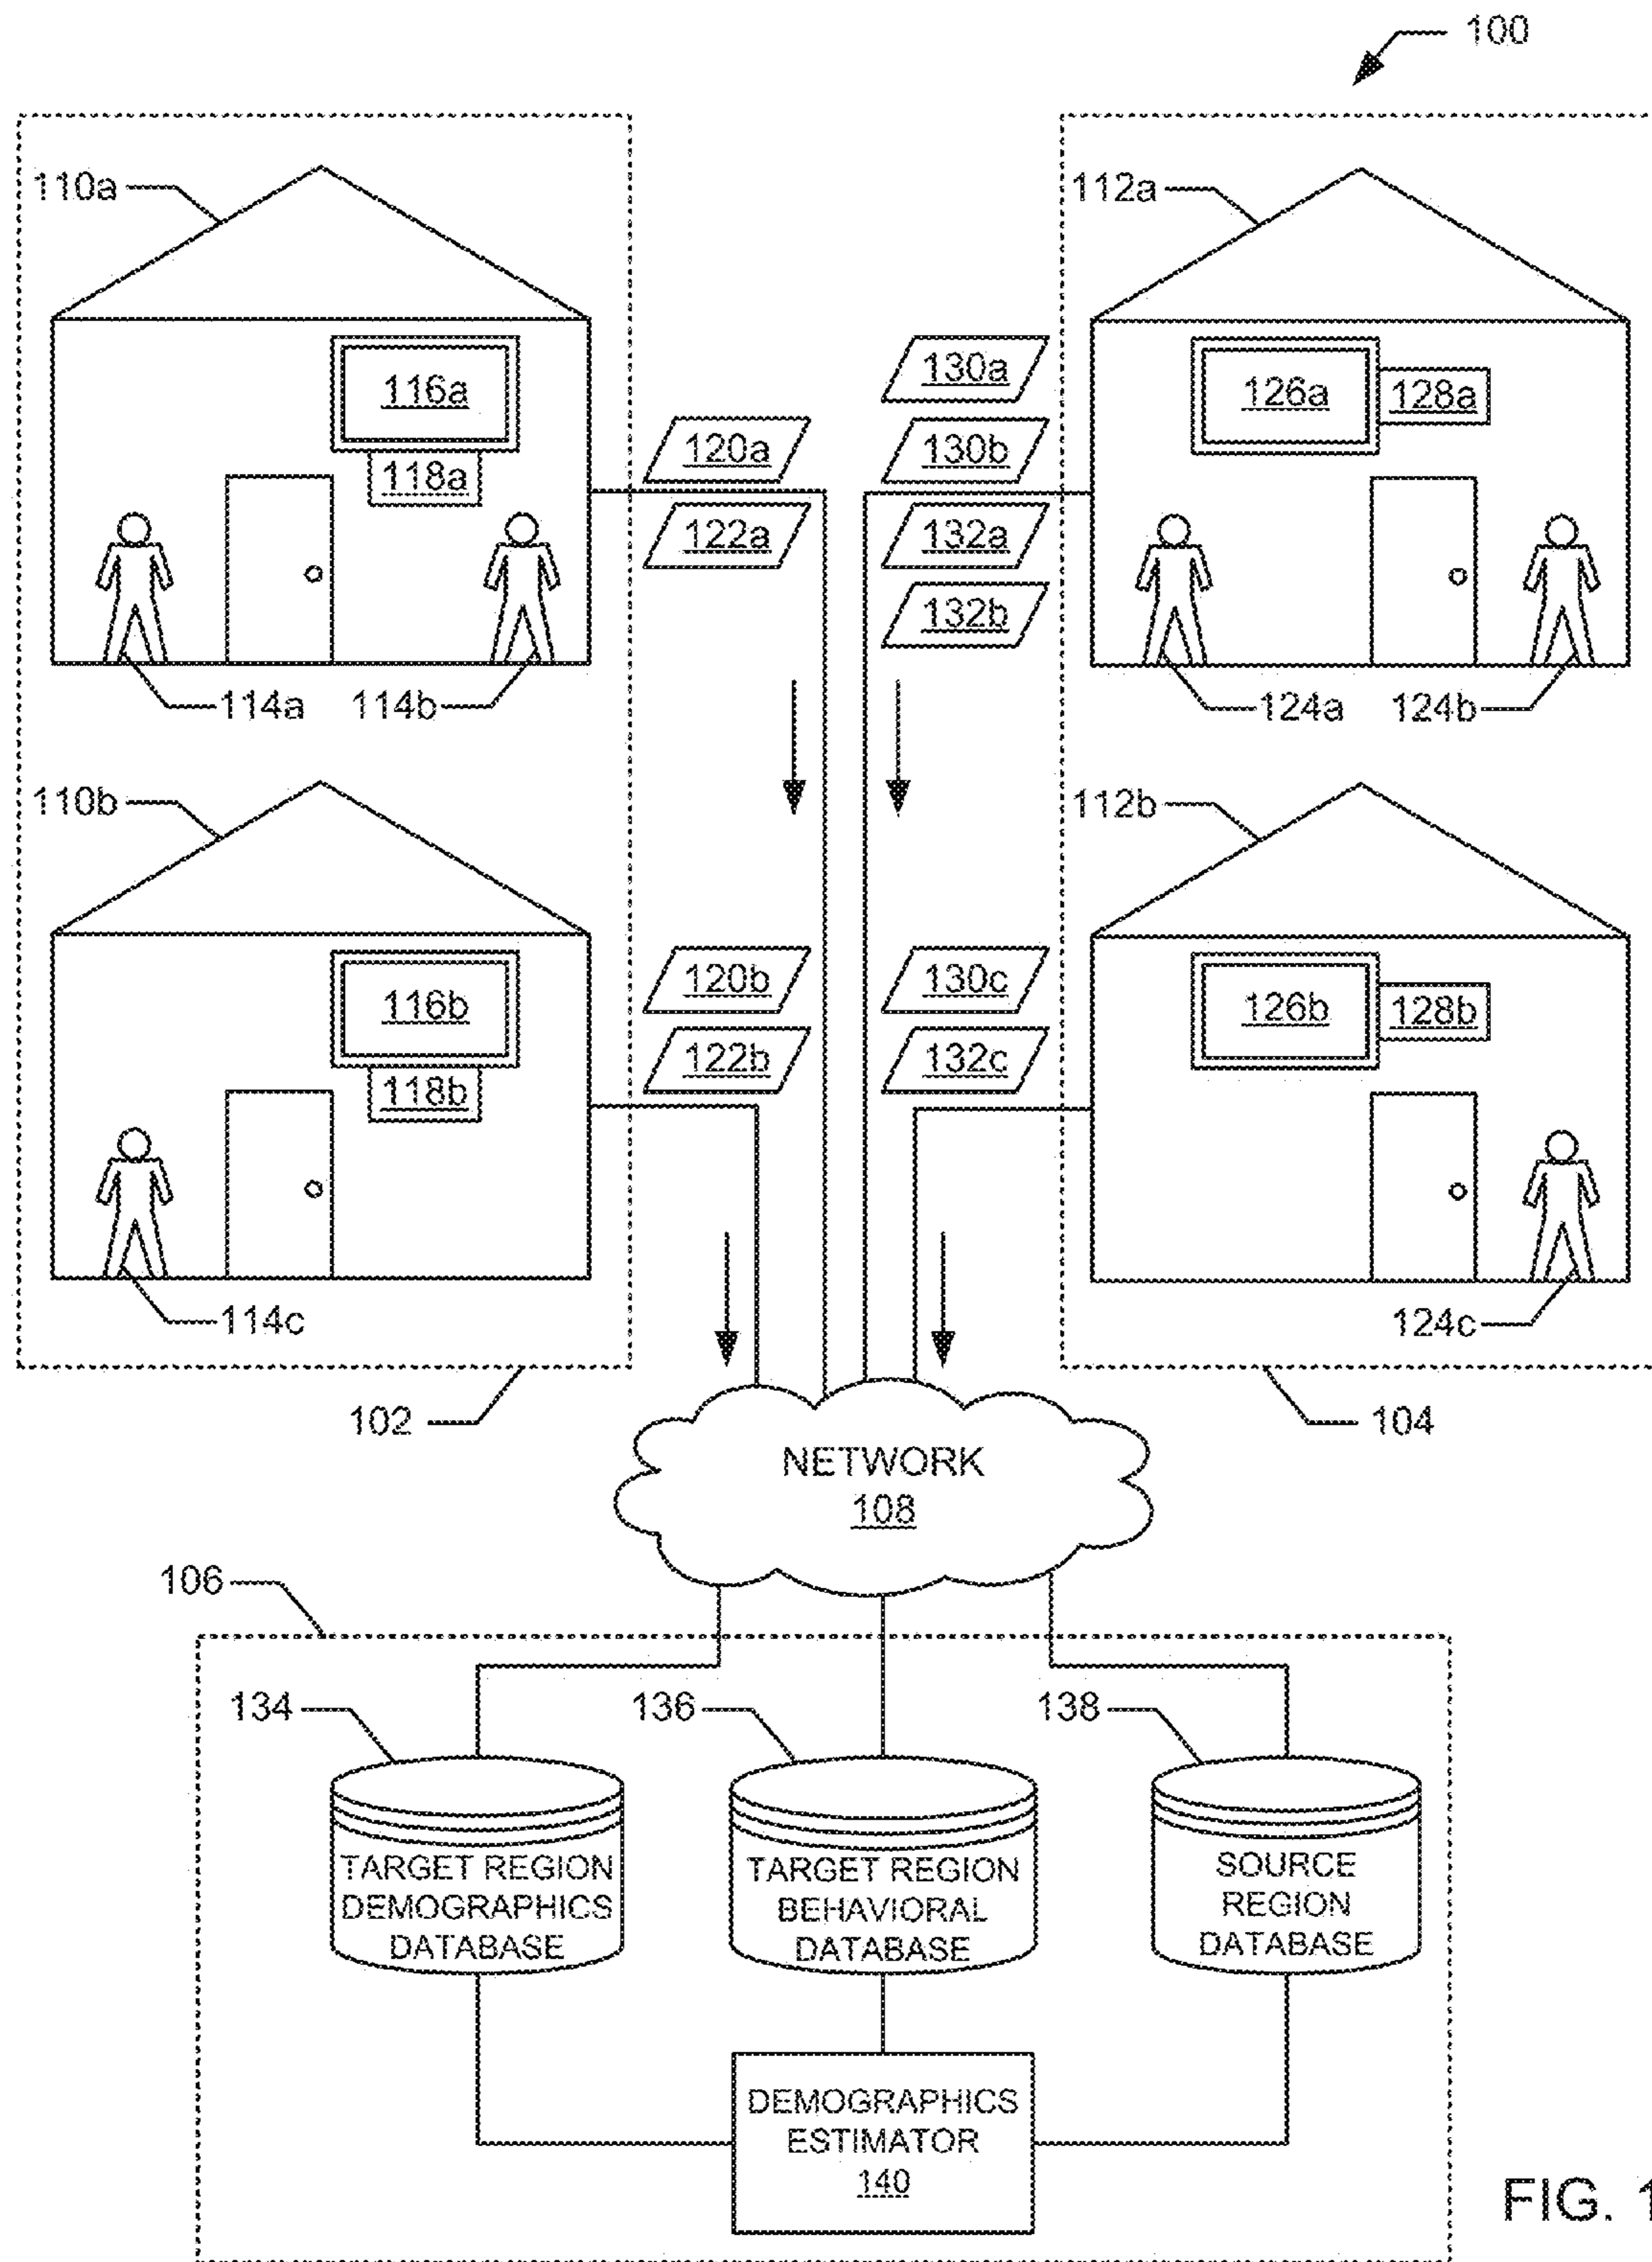 100
110a
112a
116a
118a
120a
122a
130a
130b
132a
132b
126a
128a
114a
114b
124a
124b
110b
112b
116b
118b
120b
122b
130c
132c
126b
128b
114c
124c
102
104
NETWORK
108
106
134
136
138
TARGET REGION
DEMOGRAPHICS
DATABASE
TARGET REGION
BEHAVIORAL
DATABASE
SOURCE
REGION
DATABASE
DEMOGRAPHICS
ESTIMATOR
140
FIG. 1